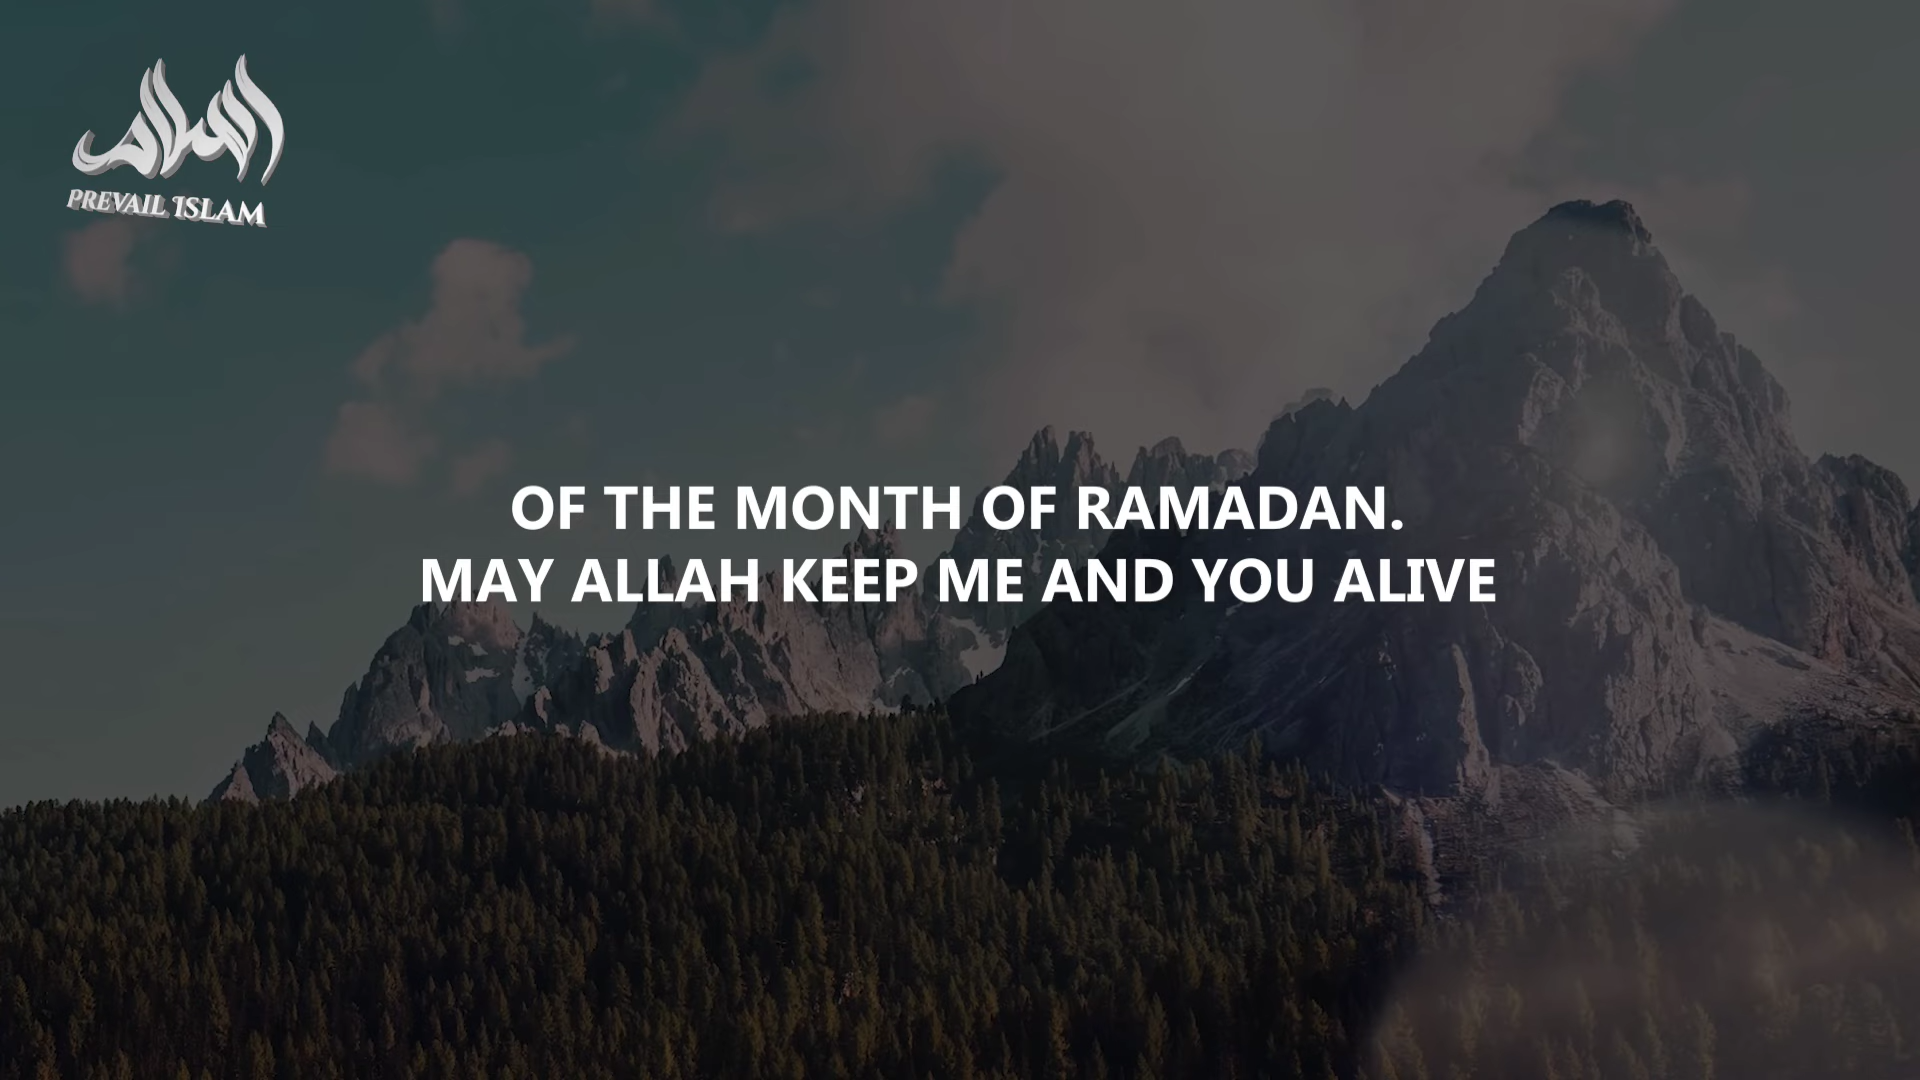 PREVAIL ISLAM
OF THE MONTH OF RAMADAN.
MAY ALLAH KEEP ME AND YOU ALIVE